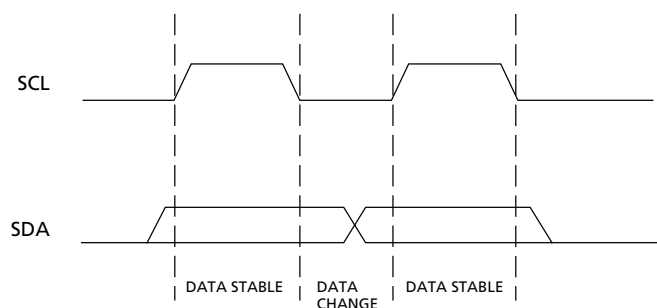 SCL
SDA
DATA STABLE
DATA
CHANGE
DATA STABLE